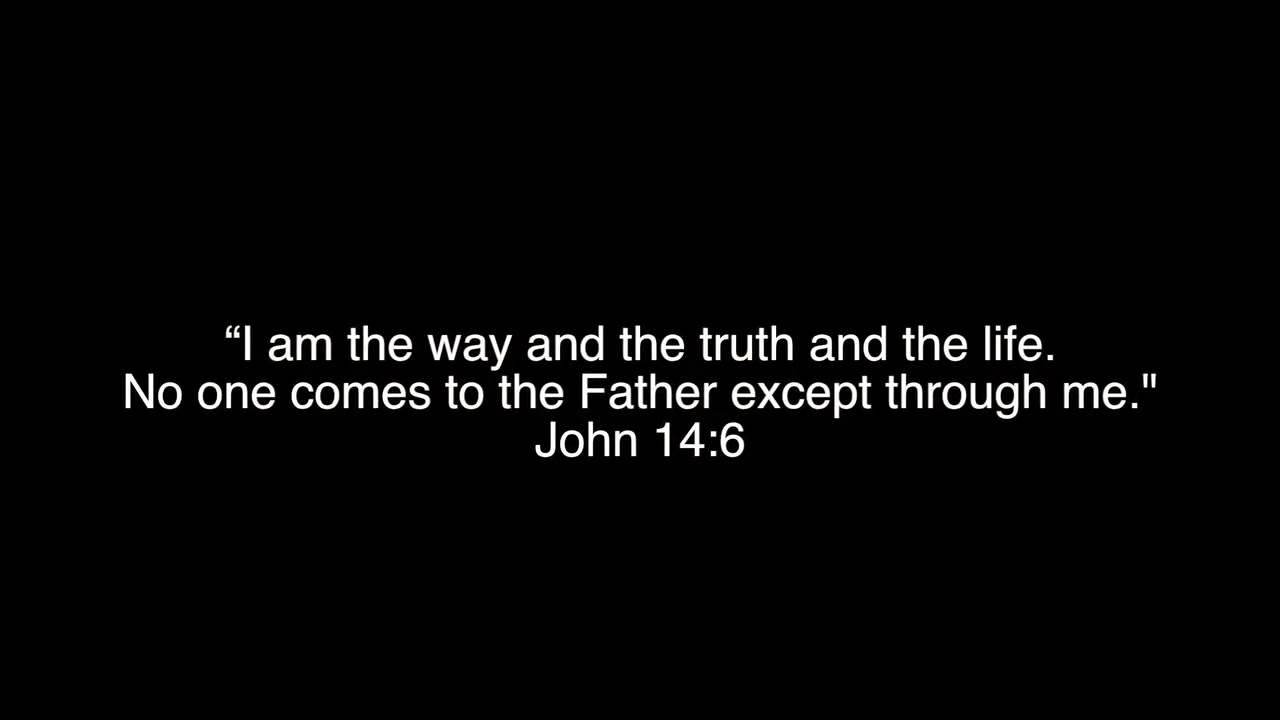 “I am the way and the truth and the life.
No one comes to the Father except through me."
John 14:6